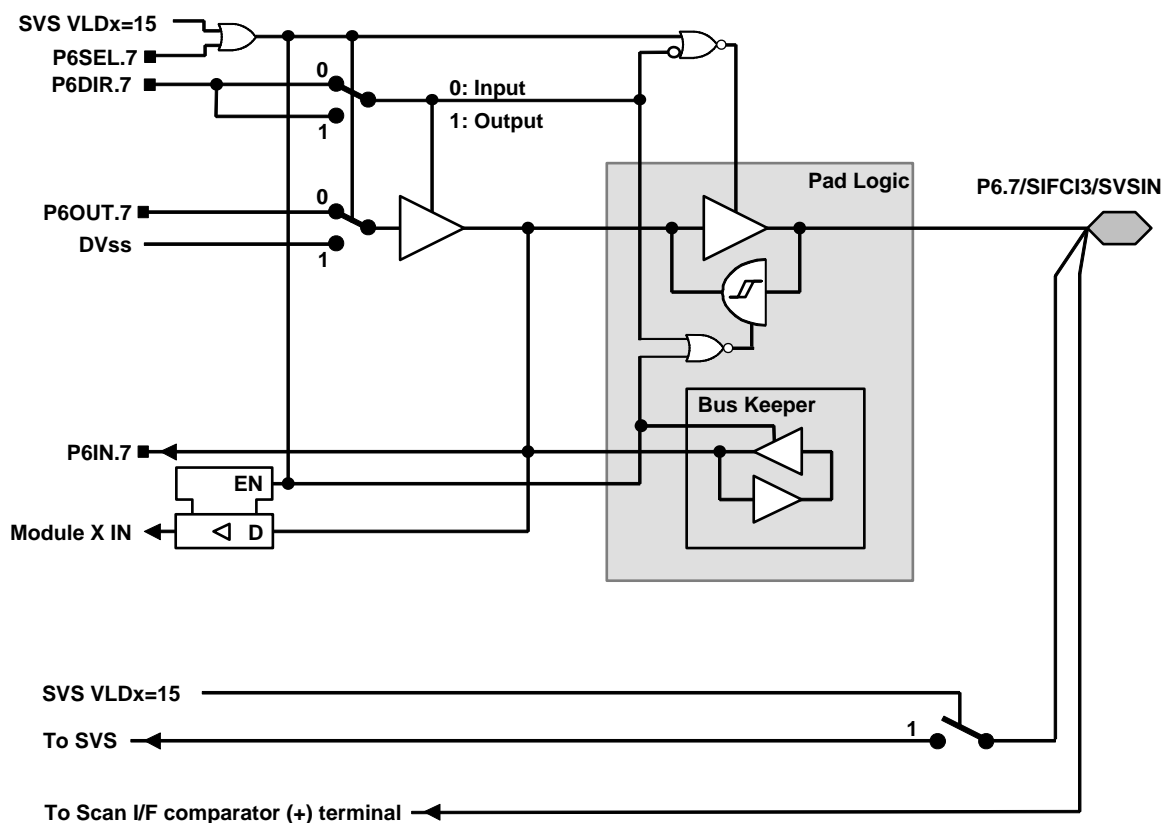 SVS VLDx=15
P6SEL.7
P6DIR.7
0
1
0: Input
1: Output
Pad Logic
P6.7/SIFCI3/SVSIN
P6OUT.7
0
DVss
1
Bus Keeper
P6IN.7
EN
Module X IN
D
SVS VLDx=15
To SVS
1
To Scan I/F comparator (+) terminal